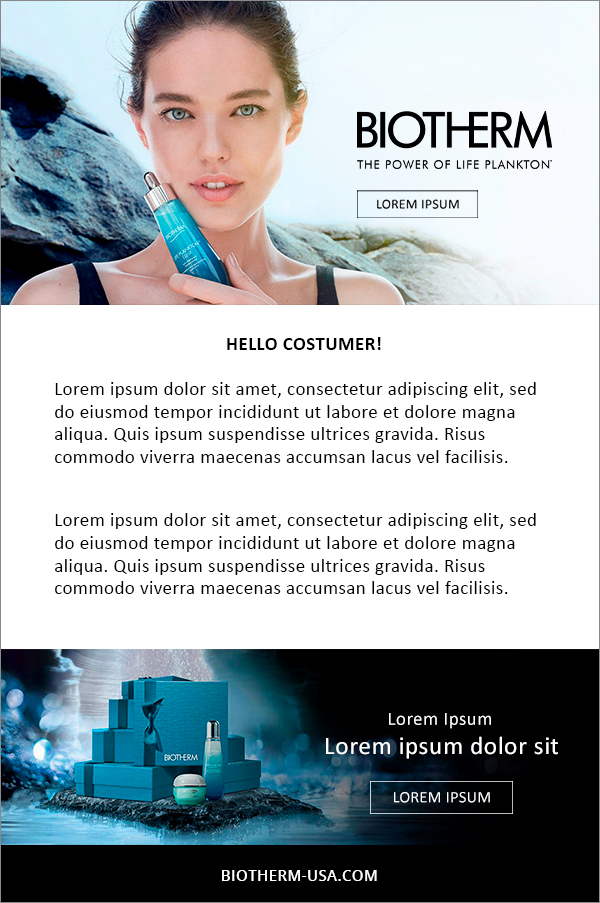 BIOTHERM
THE POWER OF LIFE PLANKTON
LOREM IPSUM
BIOTHERM
HELLO COSTUMER!
Lorem ipsum dolor sit amet, consectetur adipiscing elit, sed
do eiusmod tempor incididunt ut labore et dolore magna
aliqua. Quis ipsum suspendisse ultrices gravida. Risus
commodo viverra maecenas accumsan lacus vel facilisis.
Lorem ipsum dolor sit amet, consectetur adipiscing elit, sed
do eiusmod tempor incididunt ut labore et dolore magna
aliqua. Quis ipsum suspendisse ultrices gravida. Risus
commodo viverra maecenas accumsan lacus vel facilisis.
Lorem Ipsum
Lorem ipsum dolor sit
BIOTHERM
LOREM IPSUM
BIOTHERM-USA.COM